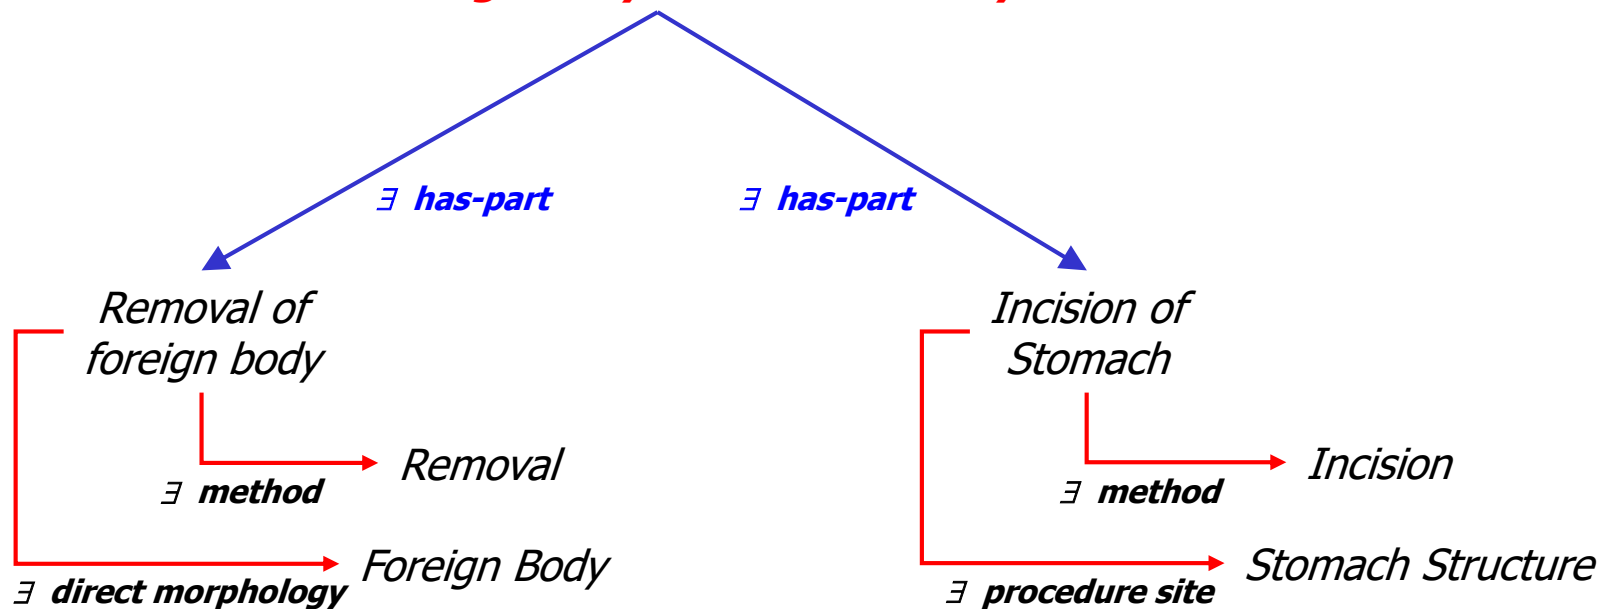 ∃ has-part
∃ has-part
Removal of
foreign body
Incision of
Stomach
Removal
∃ method
Incision
∃ method
Foreign Body
∃ direct morphology
Stomach Structure
∃ procedure site